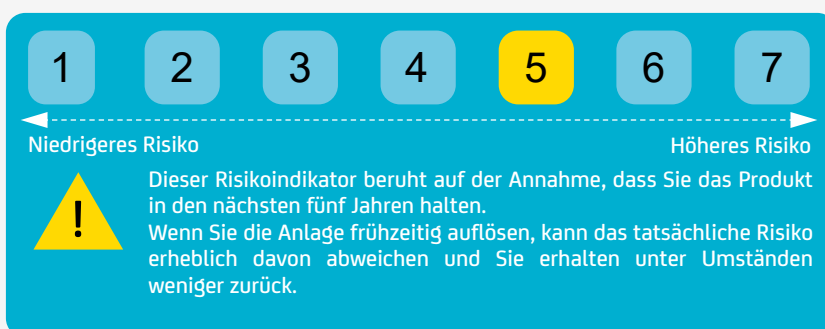 1 2 3 4 5 6 7
Niedrigeres Risiko Höheres Risiko
!
Dieser Risikoindikator beruht auf der Annahme, dass Sie das Produkt
in den nächsten fünf Jahren halten.
Wenn Sie die Anlage frühzeitig auflösen, kann das tatsächliche Risiko
erheblich davon abweichen und Sie erhalten unter Umständen
weniger zurück.